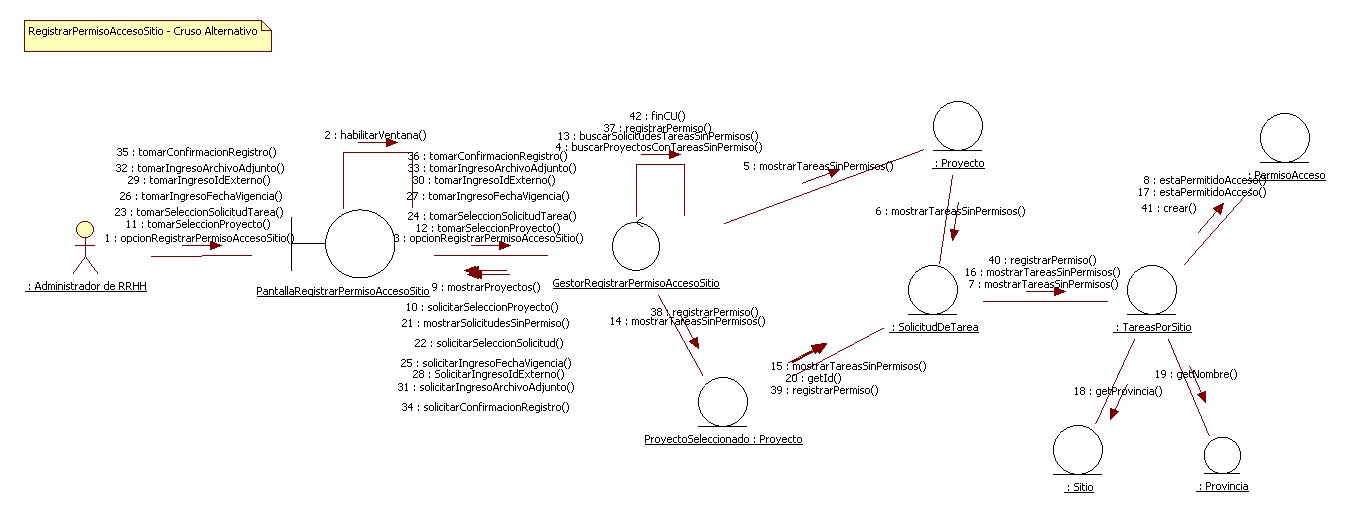 RegistrarPermisoAccesoSitio - Cruso Alternativo
35 : tomarConfirmacionRegistro()
32 : tomarIngresoArchivoAdjunto()
29 : tomarIngresoIdExterno()
26 : tomarIngresoFechaVigencia()
23 : tomarSeleccionSolicitudTarea()
11 : tomarSeleccionProyecto()
1 : opcionRegistrarPermisoAccesoSitio()
: Administrador de RRHH
2 : habilitarVentana()
PantallaRegistrarPermisoAccesoSitio
36 : tomarConfirmacionRegistro()
33 : tomarIngresoArchivoAdjunto()
30 : tomarIngresoIdExterno()
27 : tomarIngresoFechaVigencia()
24 : tomarSeleccionSolicitudTarea()
12 : tomarSeleccionProyecto()
3 : opcionRegistrarPermisoAccesoSitio()
9 : mostrarProyectos()
10 : solicitarSeleccionProyecto()
21 : mostrarSolicitudesSinPermiso()
22 : solicitarSeleccionSolicitud()
25 : solicitarIngresoFechaVigencia()
28 : SolicitarIngresoIdExterno()
31 : solicitarIngresoArchivoAdjunto()
34 : solicitarConfirmacionRegistro()
42 : finCU()
37 : registrarPermiso()
13 : buscarSolicitudesTareasSinPermisos()
4 : buscarProyectosConTareasSinPermiso()
GestorRegistrarPermisoAccesoSitio
5 : mostrarTareasSinPermisos()
: Proyecto
6 : mostrarTareasSinPermisos()
38 : registrarPermiso()
14 : mostrarTareasSinPermisos()
ProyectoSeleccionado : Proyecto
15 : mostrarTareasSinPermisos()
20 : getId()
39 : registrarPermiso()
: SolicitudDeTarea
40 : registrarPermiso()
16 : mostrarTareasSinPermisos()
7 : mostrarTareasSinPermisos()
: TareasPorSitio
: PermisoAcceso
8 : estaPermitidoAcceso()
17 : estaPermitidoAcceso()
41 : crear()
19 : getNombre()
18 : getProvincia()
: Sitio
: Provincia